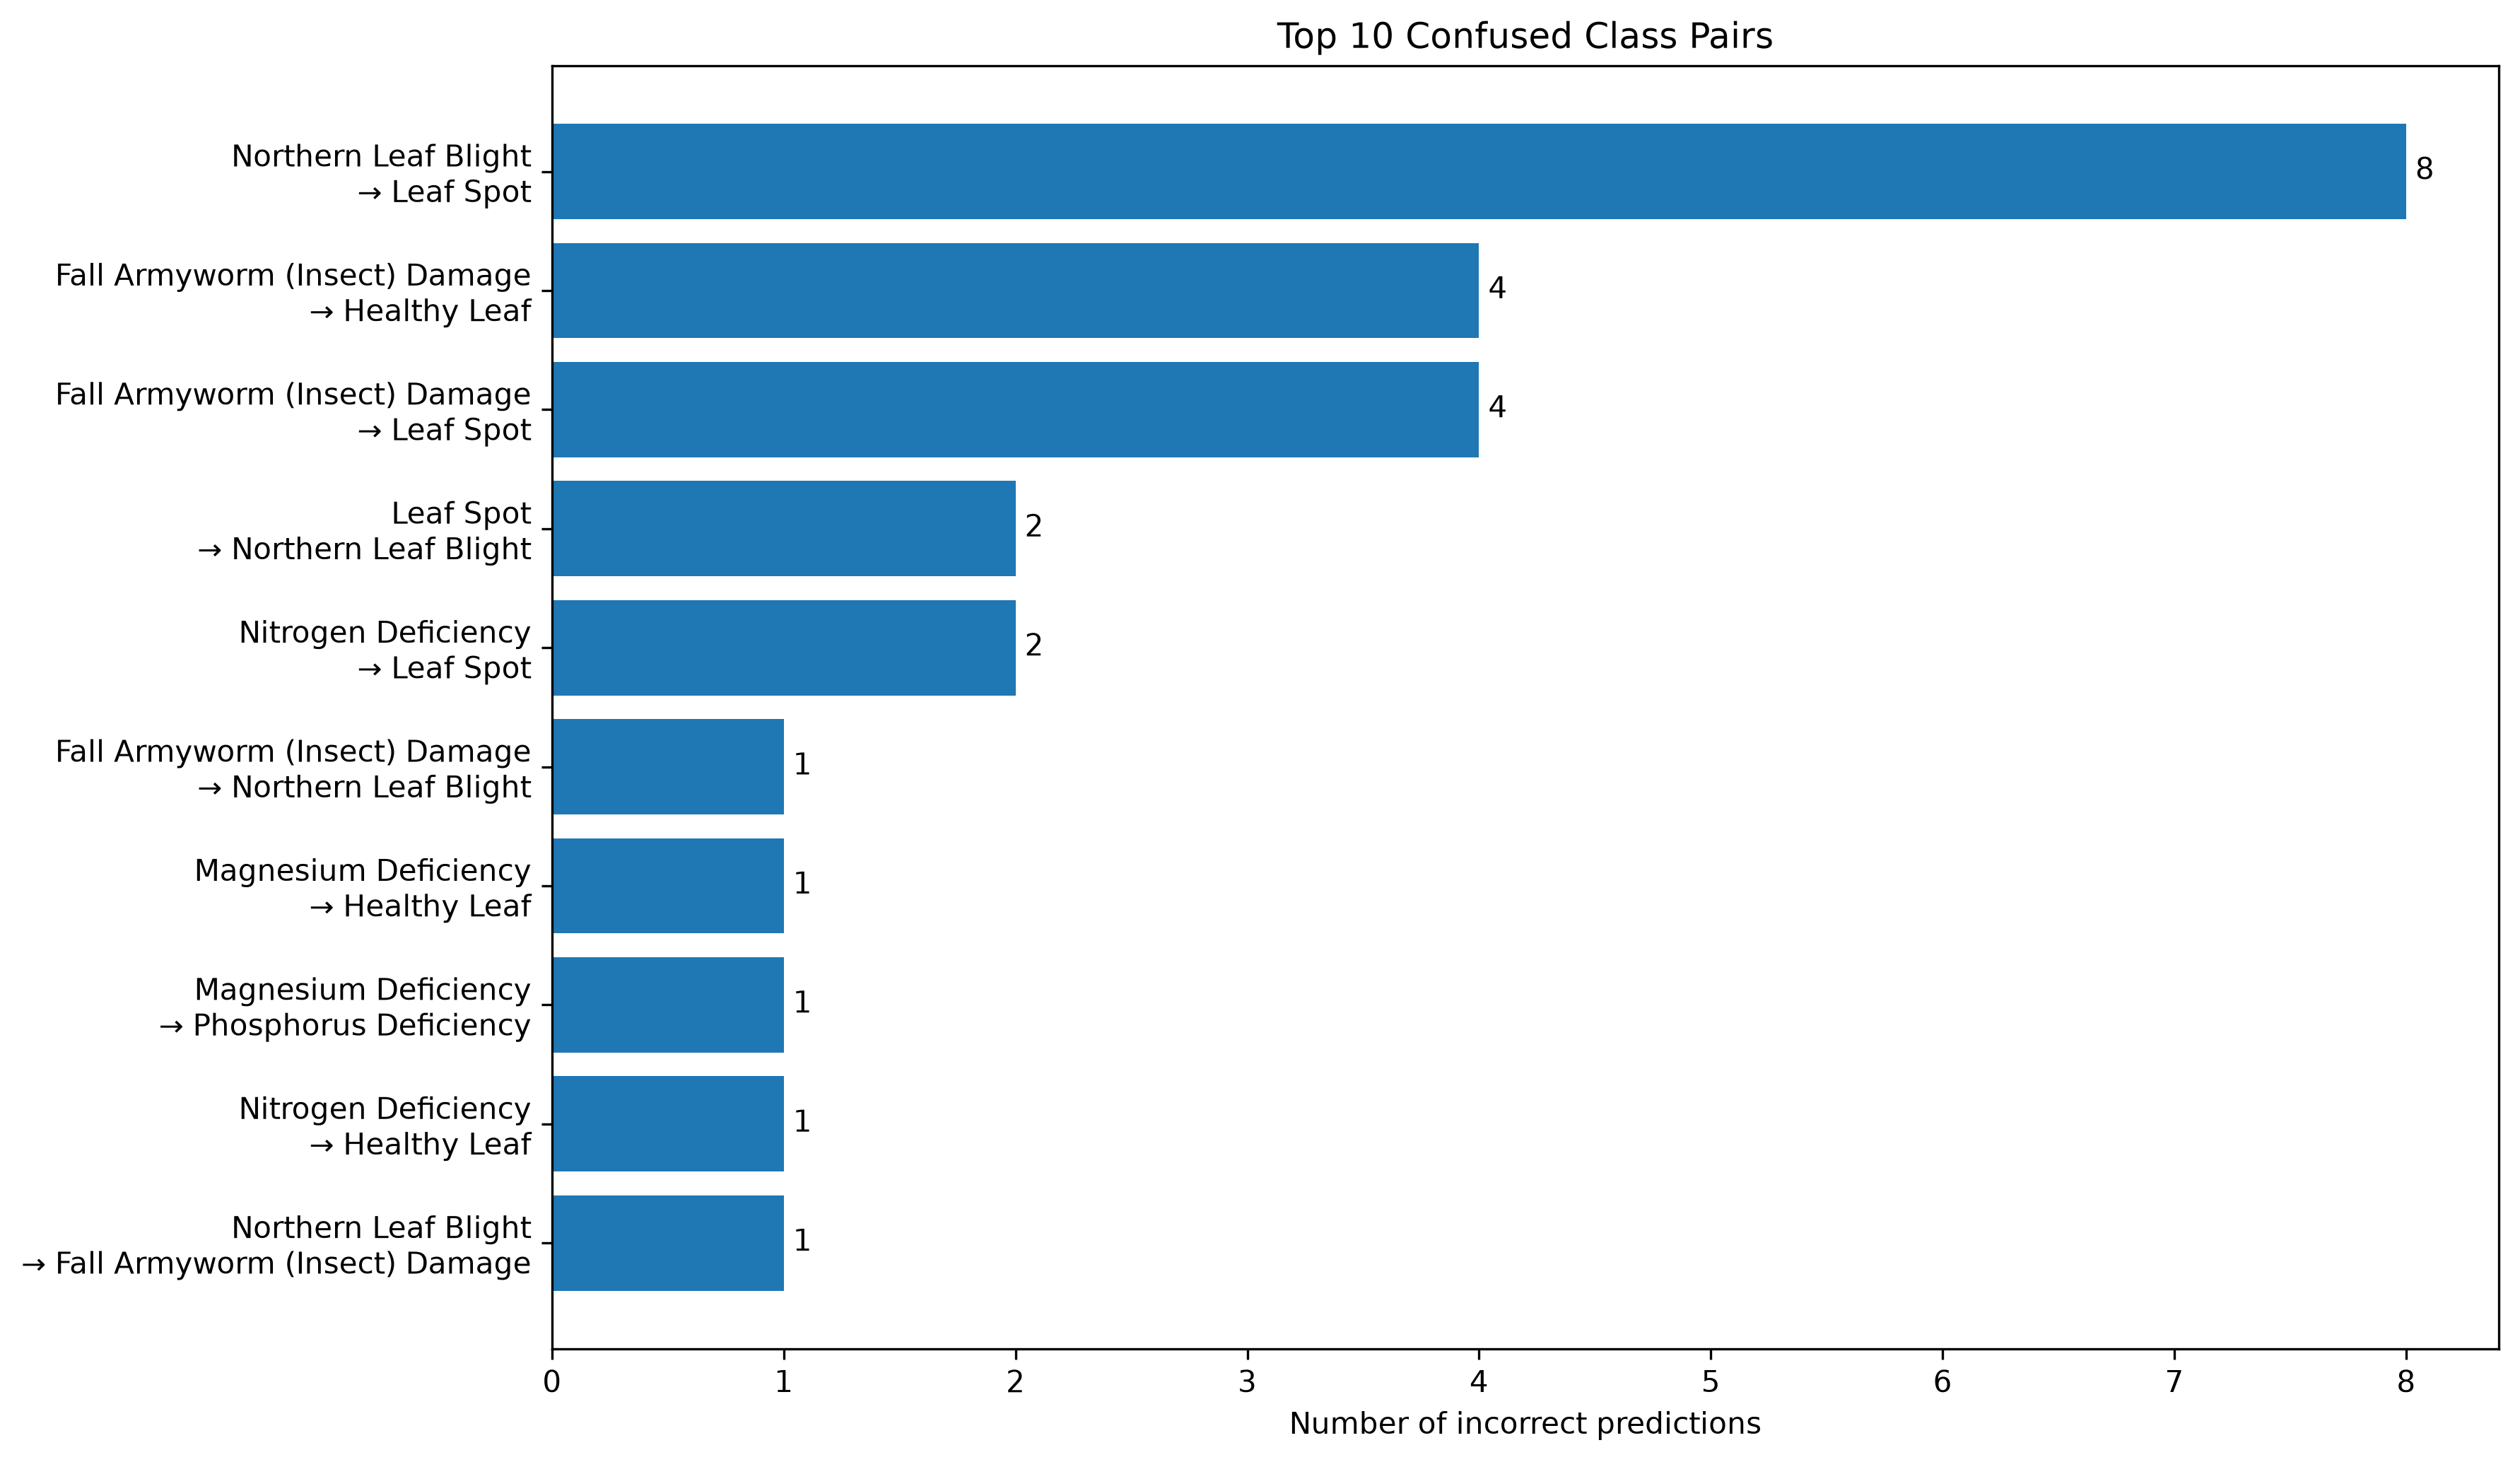 Top 10 Confused Class Pairs
Northern Leaf Blight
→ Leaf Spot
8
Fall Armyworm (Insect) Damage
→ Healthy Leaf
4
Fall Armyworm (Insect) Damage
→ Leaf Spot
4
Leaf Spot
→ Northern Leaf Blight
2
Nitrogen Deficiency
→ Leaf Spot
2
Fall Armyworm (Insect) Damage
→ Northern Leaf Blight
1
Magnesium Deficiency
→ Healthy Leaf
1
Magnesium Deficiency
→ Phosphorus Deficiency
1
Nitrogen Deficiency
→ Healthy Leaf
1
Northern Leaf Blight
→ Fall Armyworm (Insect) Damage
1
0 1 2 3 4 5 6 7 8
Number of incorrect predictions